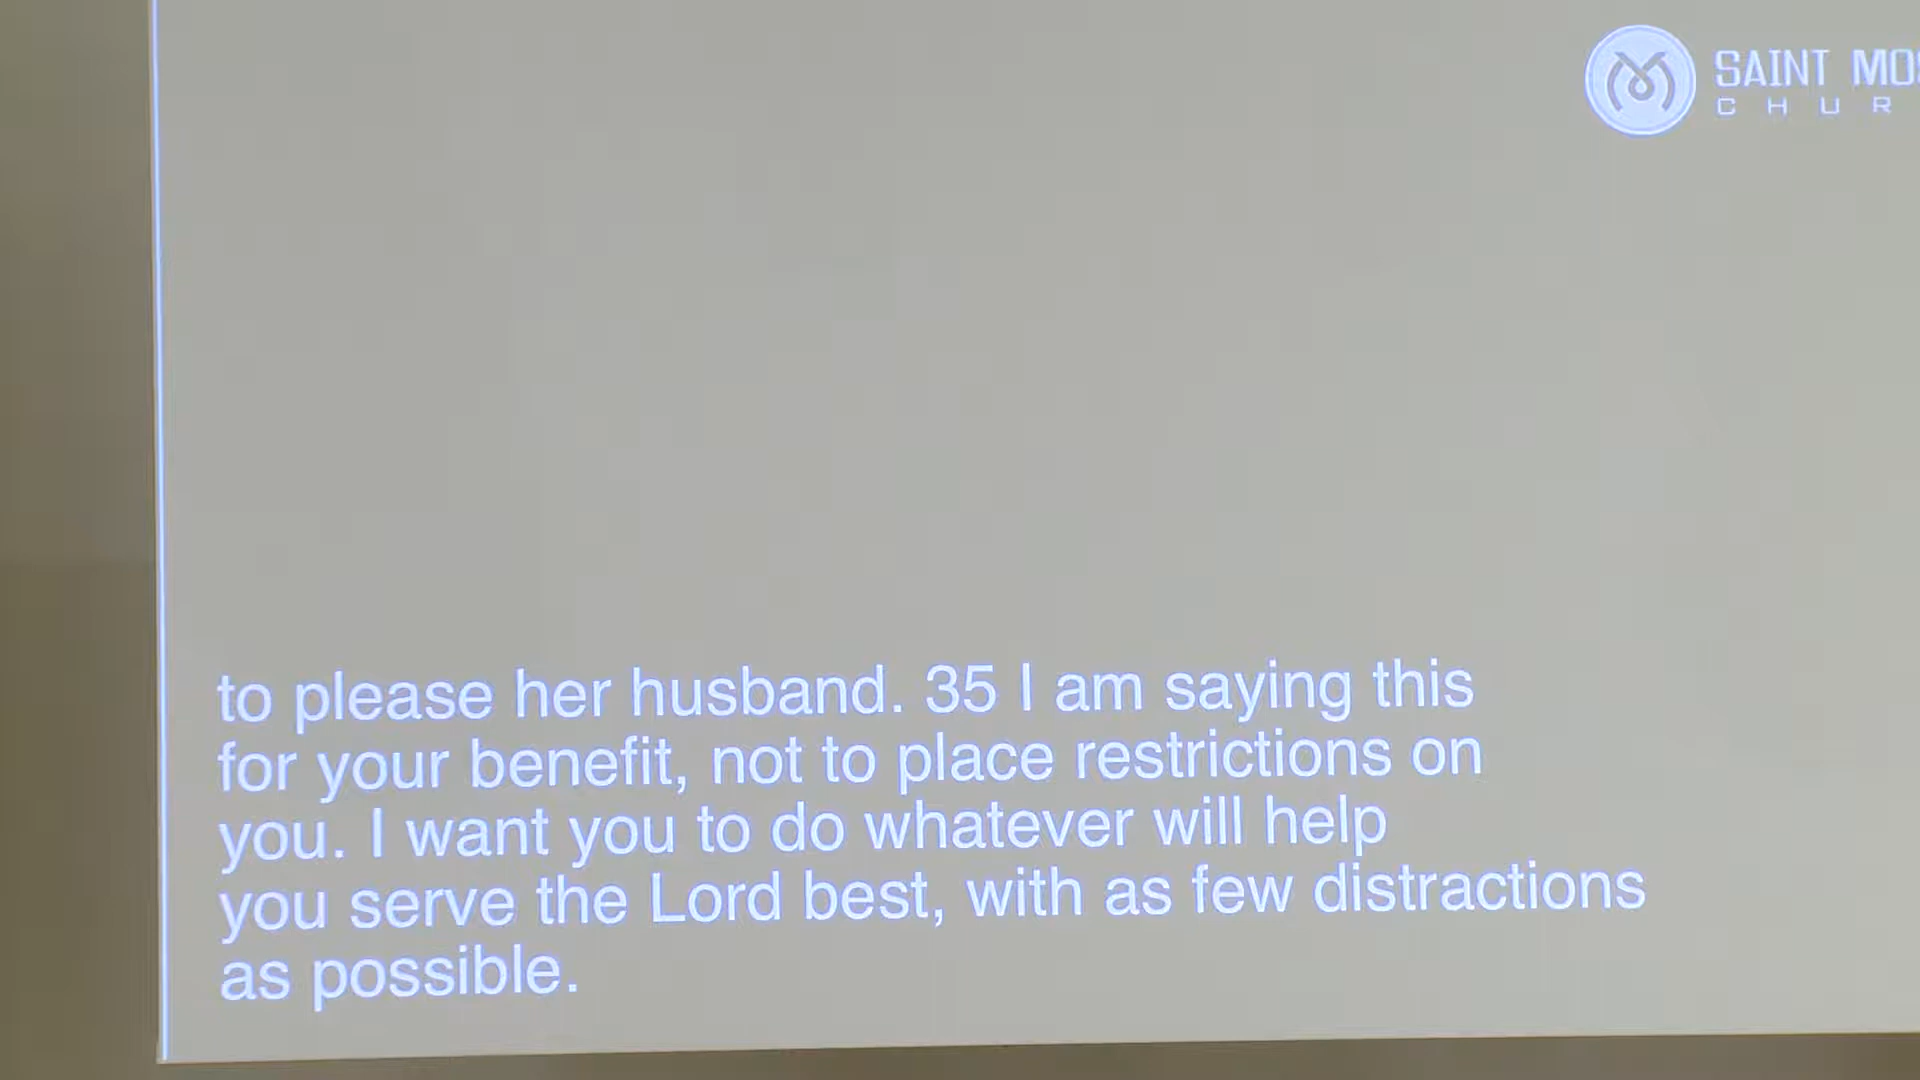 SAINT MOS
CHUR
to please her husband. 35 I am saying this
for your benefit, not to place restrictions on
you. I want you to do whatever will help
you serve the Lord best, with as few distractions
as possible.